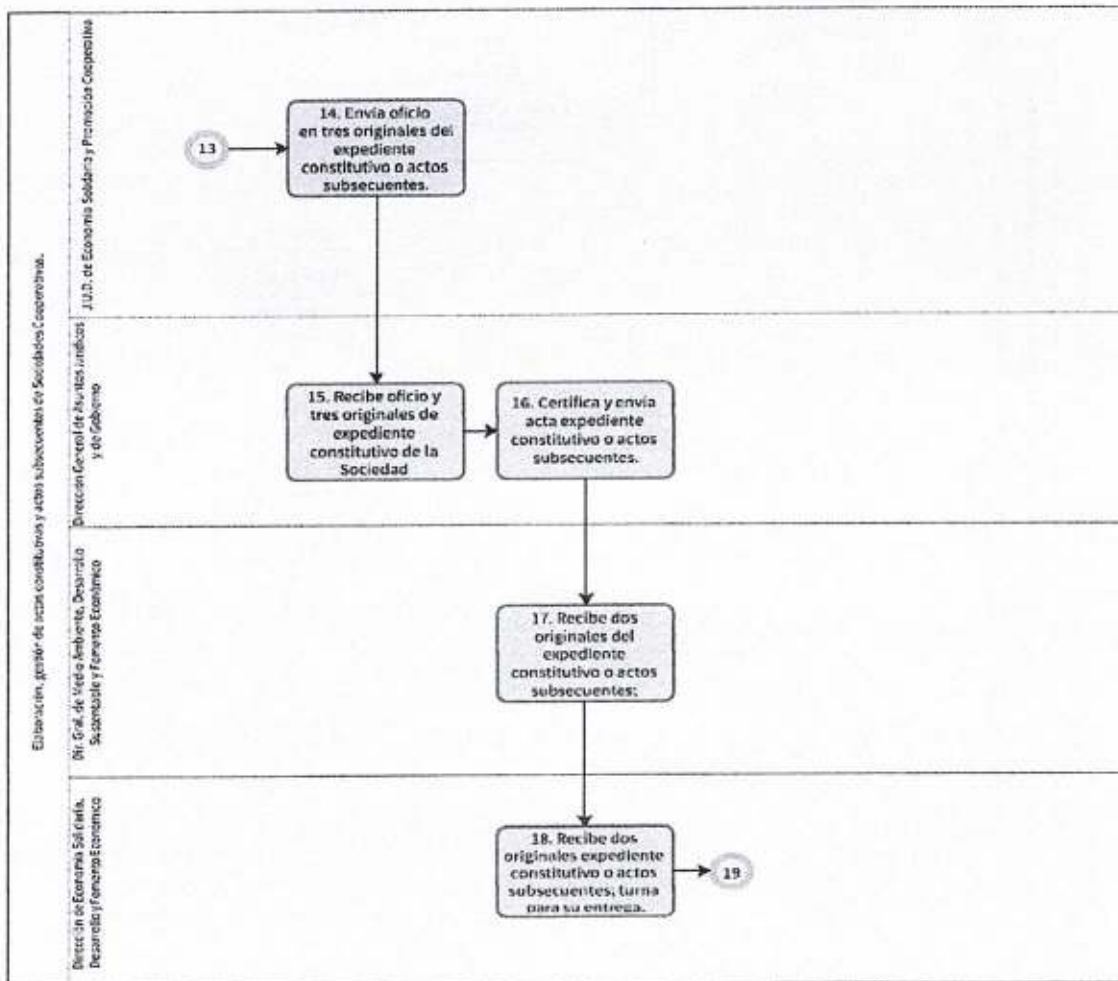 Elaboración, gestión de actas constitutivas y actos subsecuentes de Sociedades Cooperativas.
J.U.D. de Economía Solidaria y Promoción Cooperativa
13
14. Envía oficio
en tres originales del
expediente
constitutivo o actos
subsecuentes.
Dirección General de Asuntos Jurídicos
y de Gobierno
15. Recibe oficio y
tres originales de
expediente
constitutivo de la
Sociedad
16. Certifica y envía
acta expediente
constitutivo o actos
subsecuentes.
Dir. Gral. de Medio Ambiente, Desarrollo
Sustentable y Fomento Económico
17. Recibe dos
originales del
expediente
constitutivo o actos
subsecuentes;
Dirección de Economía Solidaria,
Desarrollo y Fomento Económico
18. Recibe dos
originales expediente
constitutivo o actos
subsecuentes, turna
para su entrega.
19